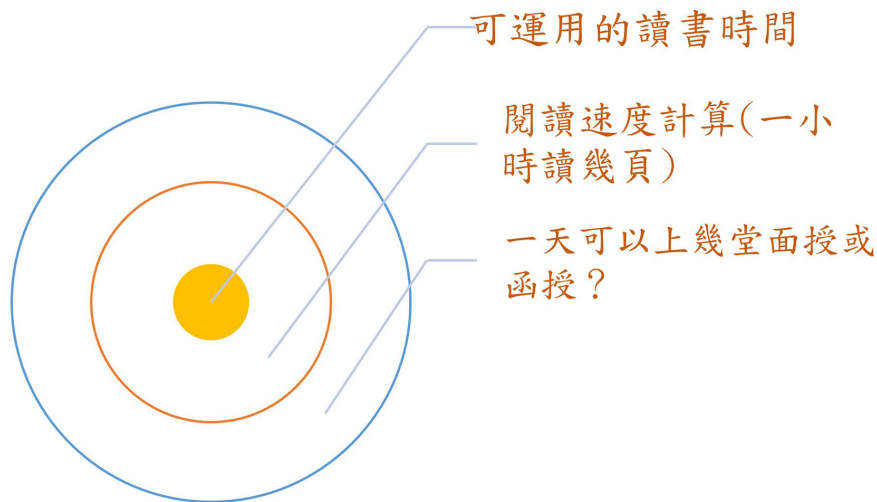 可運用的讀書時間
閱讀速度計算(一小
時讀幾頁)
一天可以上幾堂面授或
函授？